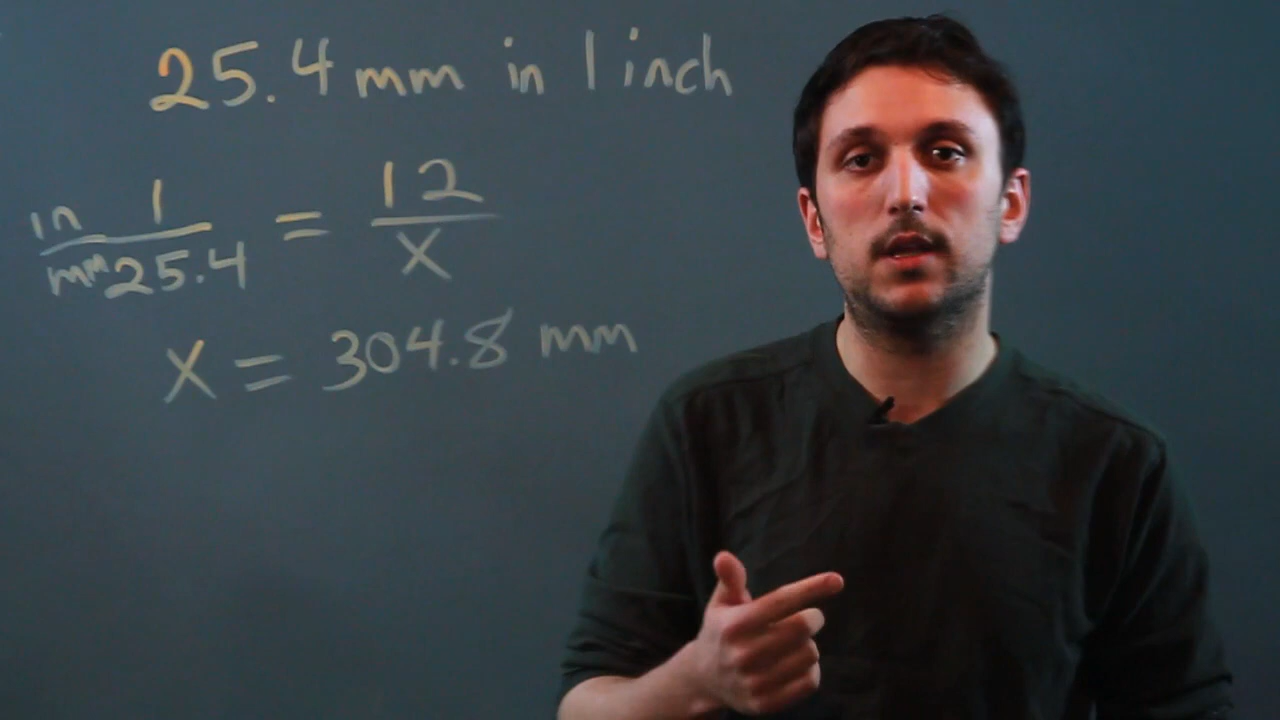 25.4 mm in 1 inch
in 1 = 12
mm 25.4 X
X = 304.8 mm